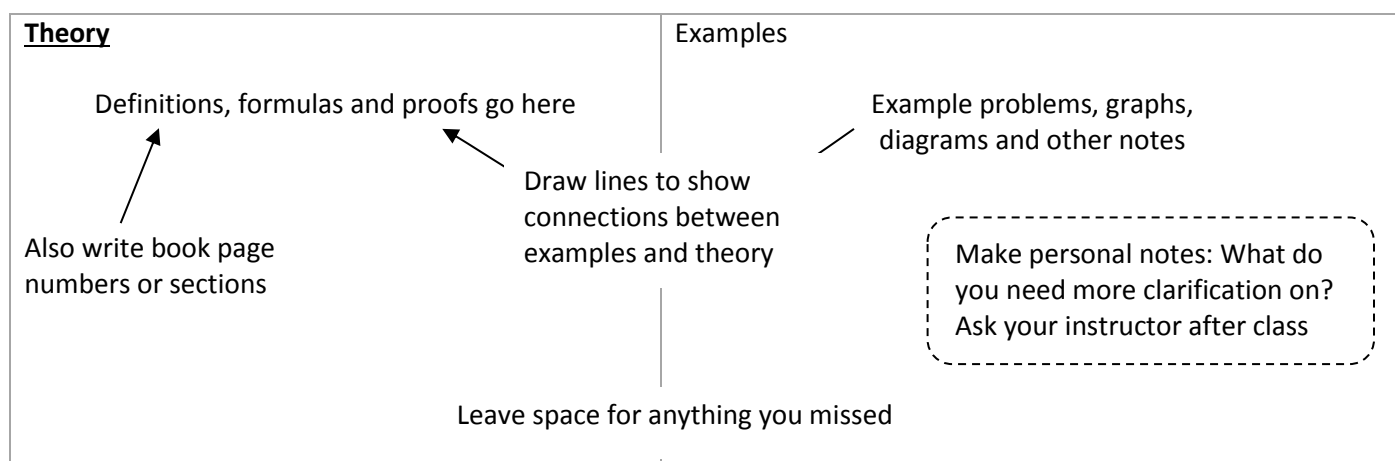 Theory
Examples
Definitions, formulas and proofs go here
Example problems, graphs,
diagrams and other notes
Draw lines to show
connections between
examples and theory
Also write book page
numbers or sections
Make personal notes: What do
you need more clarification on?
Ask your instructor after class
Leave space for anything you missed